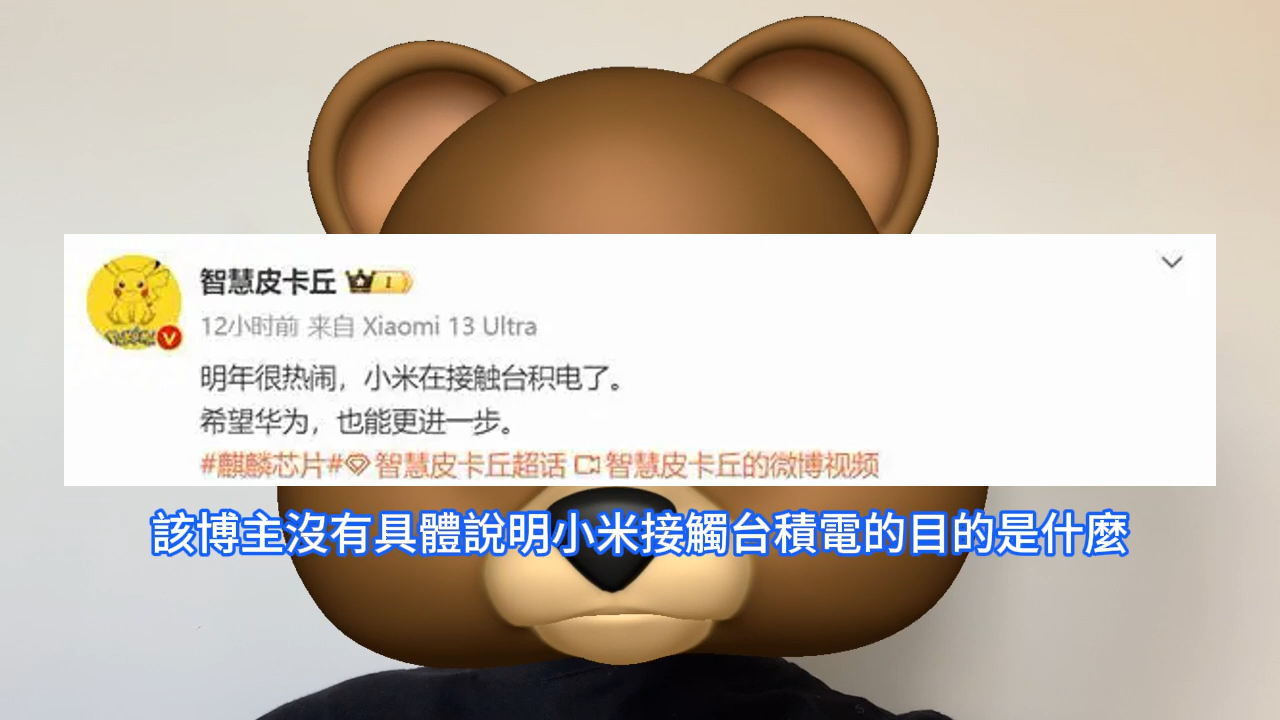 智慧皮卡丘
12小时前 来自 Xiaomi 13 Ultra
明年很热闹，小米在接触台积电了。
希望华为，也能更进一步。
#麒麟芯片# 智慧皮卡丘超话 智慧皮卡丘的微博视频
該博主沒有具體說明小米接觸台積電的目的是什麼